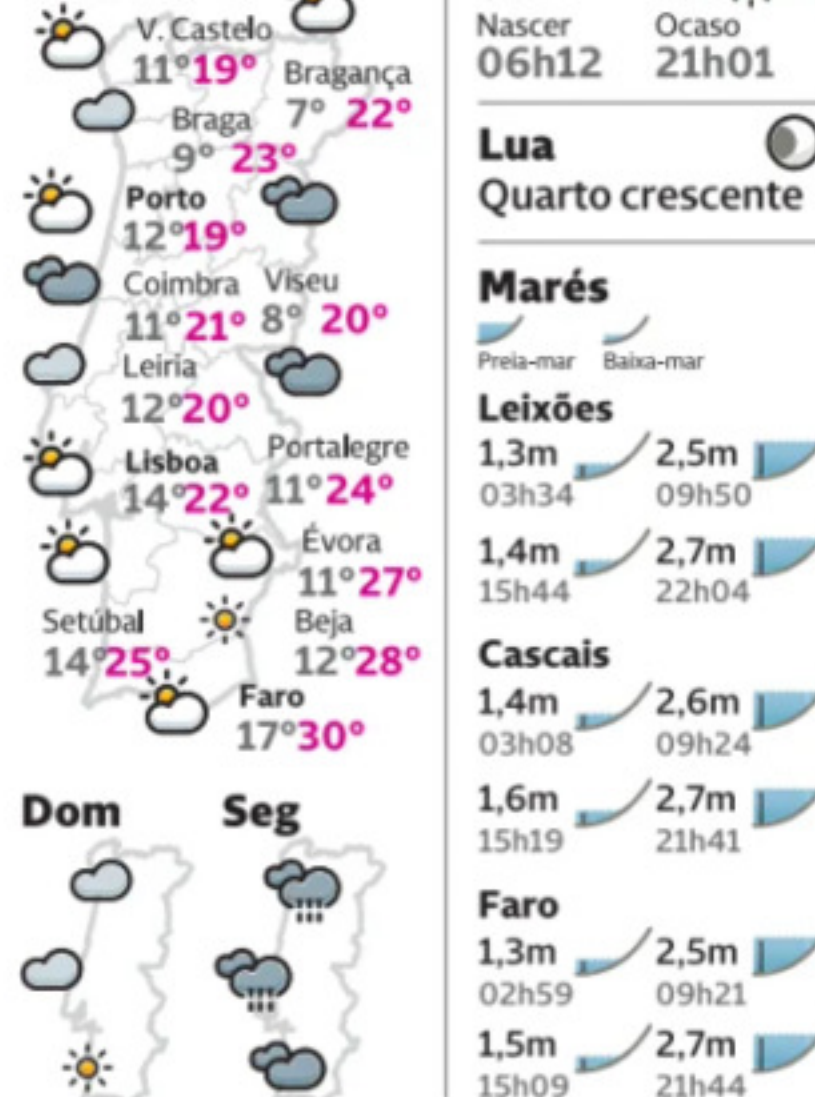 V. Castelo
11° 19°
Bragança
7° 22°
Braga
9° 23°
Porto
12° 19°
Coimbra
11° 21°
Viseu
8° 20°
Leiria
12° 20°
Lisboa
14° 22°
Portalegre
11° 24°
Évora
11° 27°
Setúbal
14° 25°
Beja
12° 28°
Faro
17° 30°
Dom Seg
Nascer Ocaso
06h12 21h01
Lua
Quarto crescente
Marés
Preia-mar Baixa-mar
Leixões
1,3m 2,5m
03h34 09h50
1,4m 2,7m
15h44 22h04
Cascais
1,4m 2,6m
03h08 09h24
1,6m 2,7m
15h19 21h41
Faro
1,3m 2,5m
02h59 09h21
1,5m 2,7m
15h09 21h44